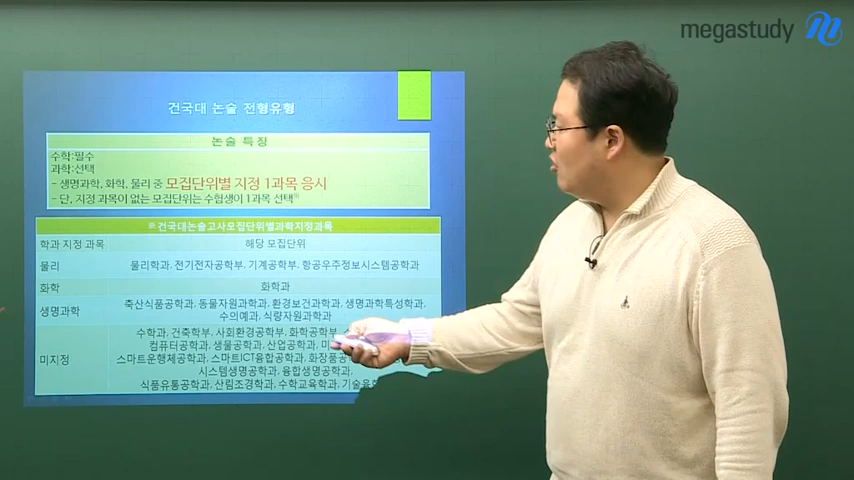 megastudy
건국대 논술 전형유형
논술 특징
수학:필수
과학:선택
- 생명과학, 화학, 물리 중 모집단위별 지정 1과목 응시
- 단, 지정 과목이 없는 모집단위는 수험생이 1과목 선택※
※건국대논술고사모집단위별과학지정과목
학과 지정 과목 해당 모집단위
물리 물리학과, 전기전자공학부, 기계공학부, 항공우주정보시스템공학과
화학 화학과
생명과학 축산식품공학과, 동물자원과학과, 환경보건과학과, 생명과학특성학과,
수의예과, 식량자원과학과
미지정 수학과, 건축학부, 사회환경공학부, 화학공학부,
컴퓨터공학과, 생물공학과, 산업공학과,
스마트운행체공학과, 스마트ICT융합공학과, 화장품공
시스템생명공학과, 융합생명공학과,
식품유통공학과, 산림조경학과, 수학교육학과,